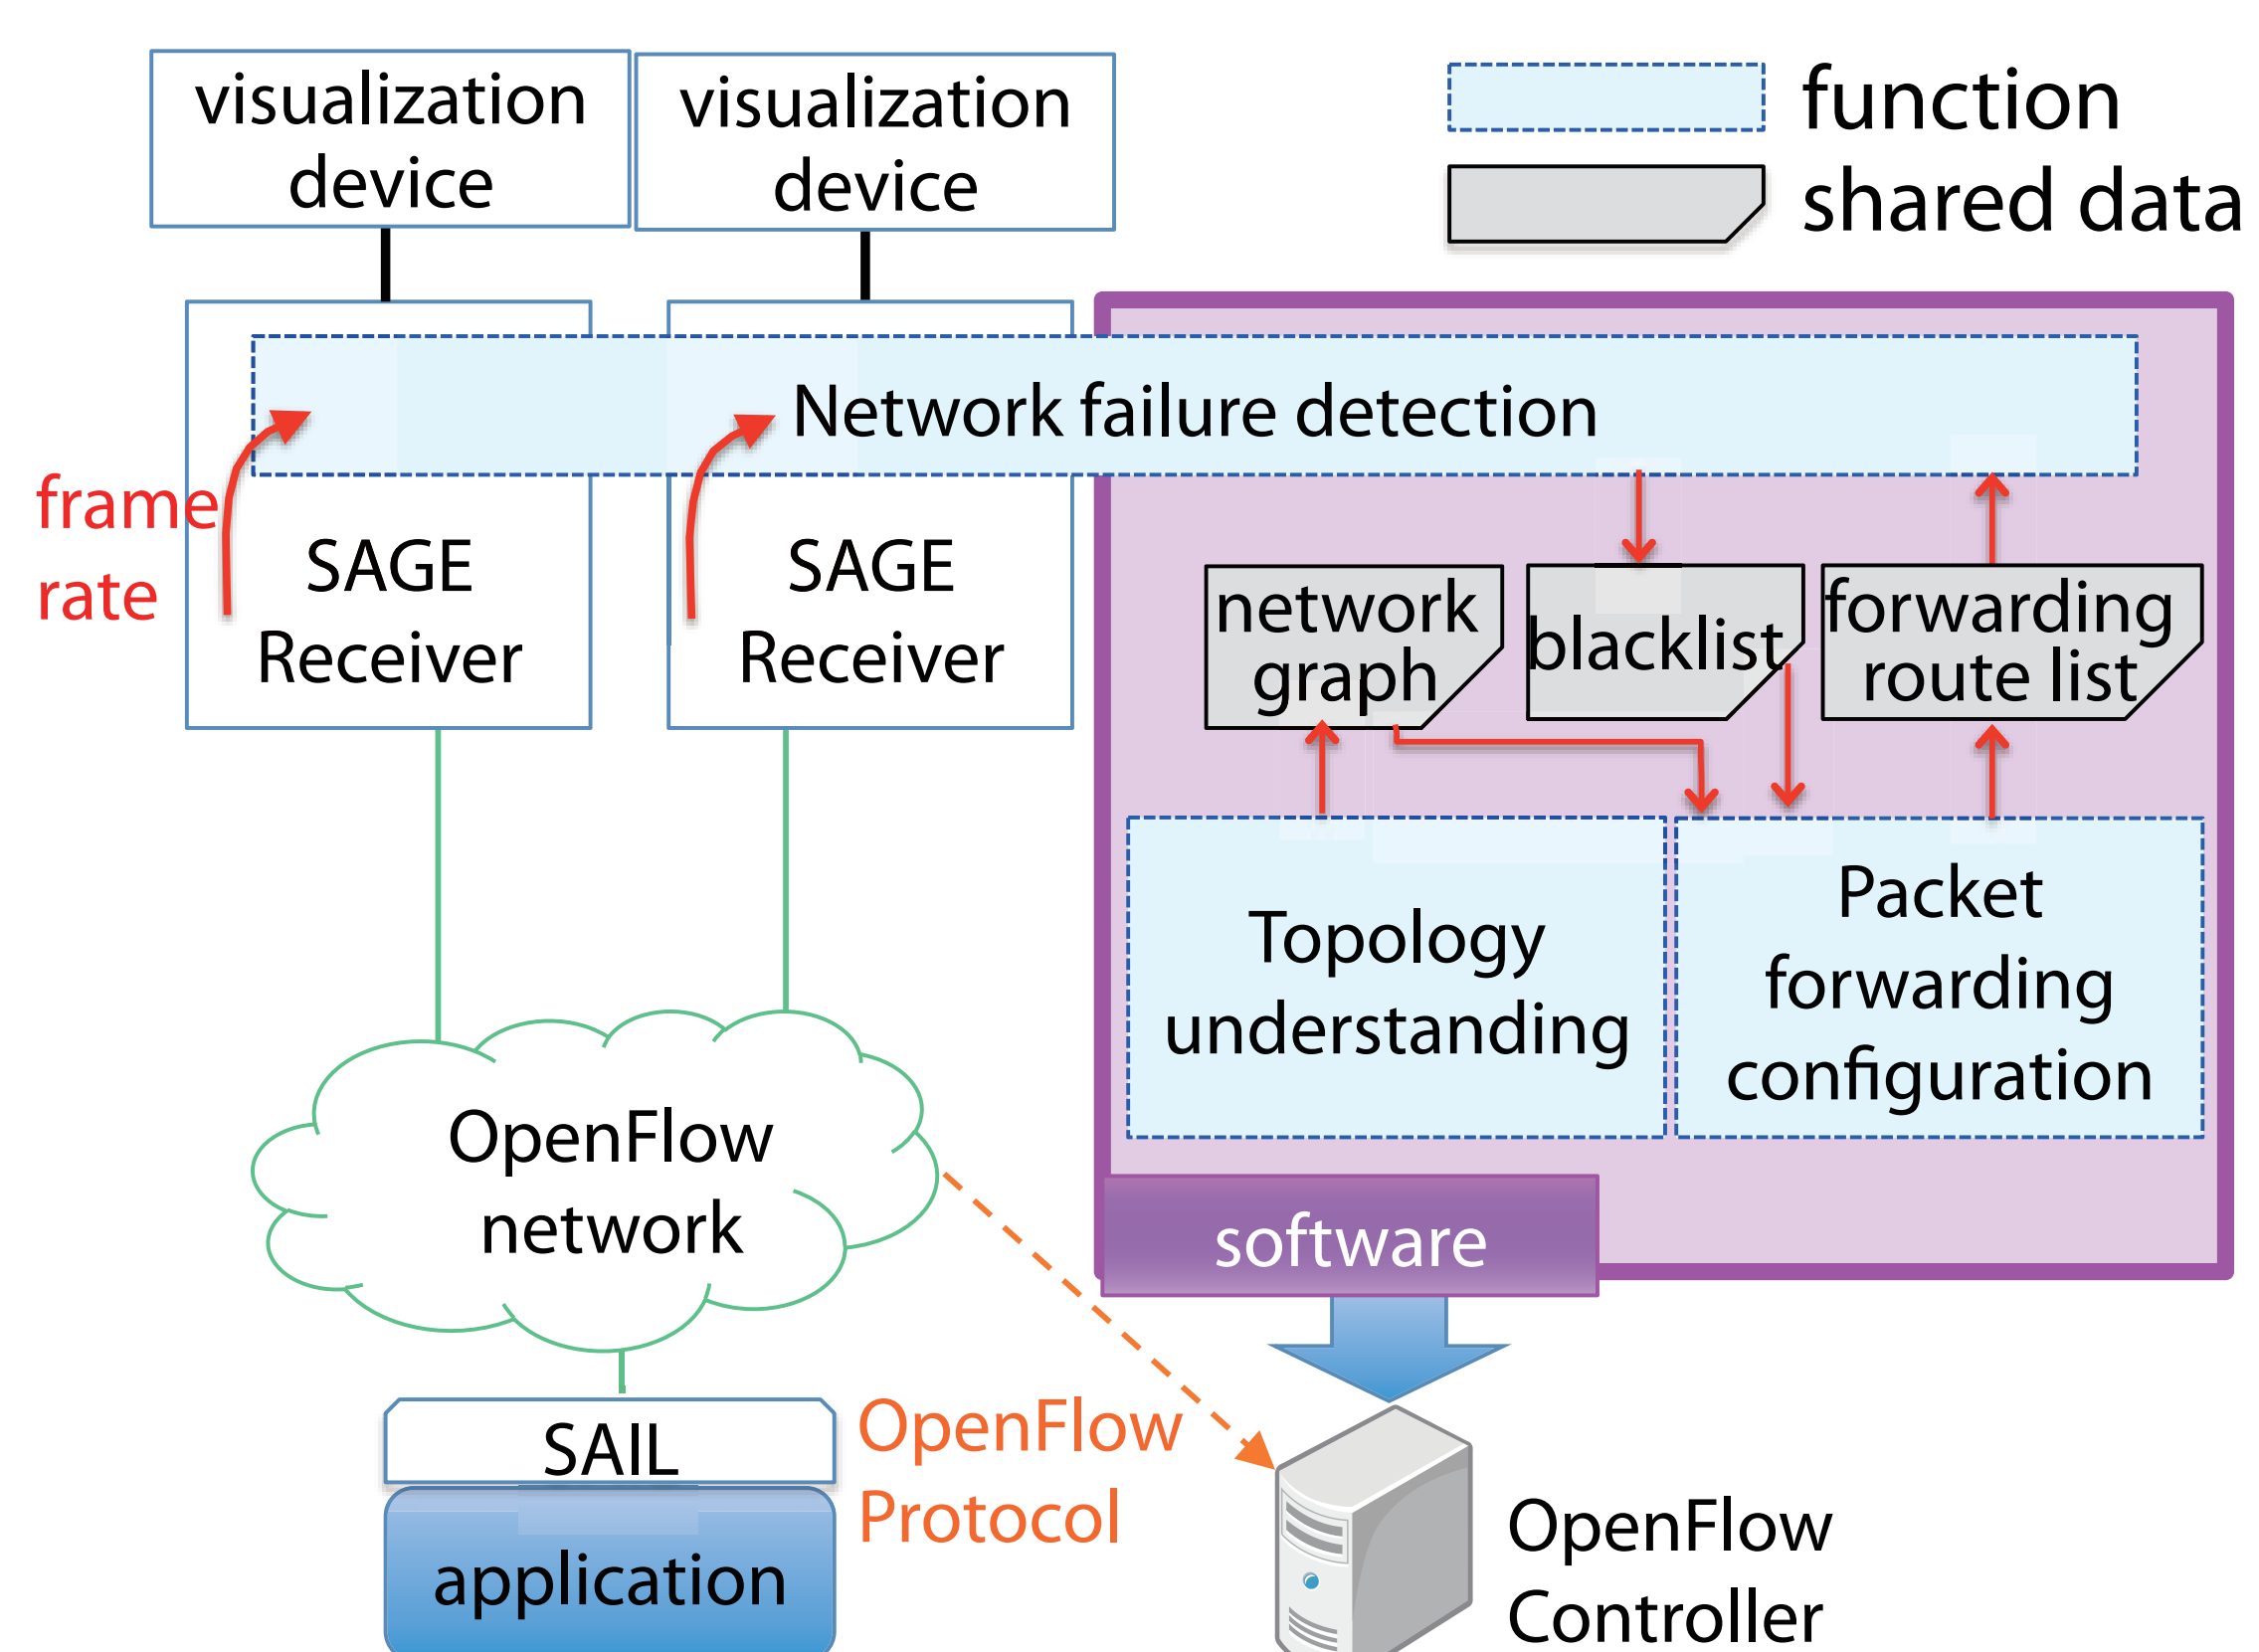 visualization
device
visualization
device
function
shared data
Network failure detection
frame
rate
SAGE
Receiver
SAGE
Receiver
network
graph
blacklist
forwarding
route list
Topology
understanding
Packet
forwarding
configuration
OpenFlow
network
software
SAIL
application
OpenFlow
Protocol
OpenFlow
Controller